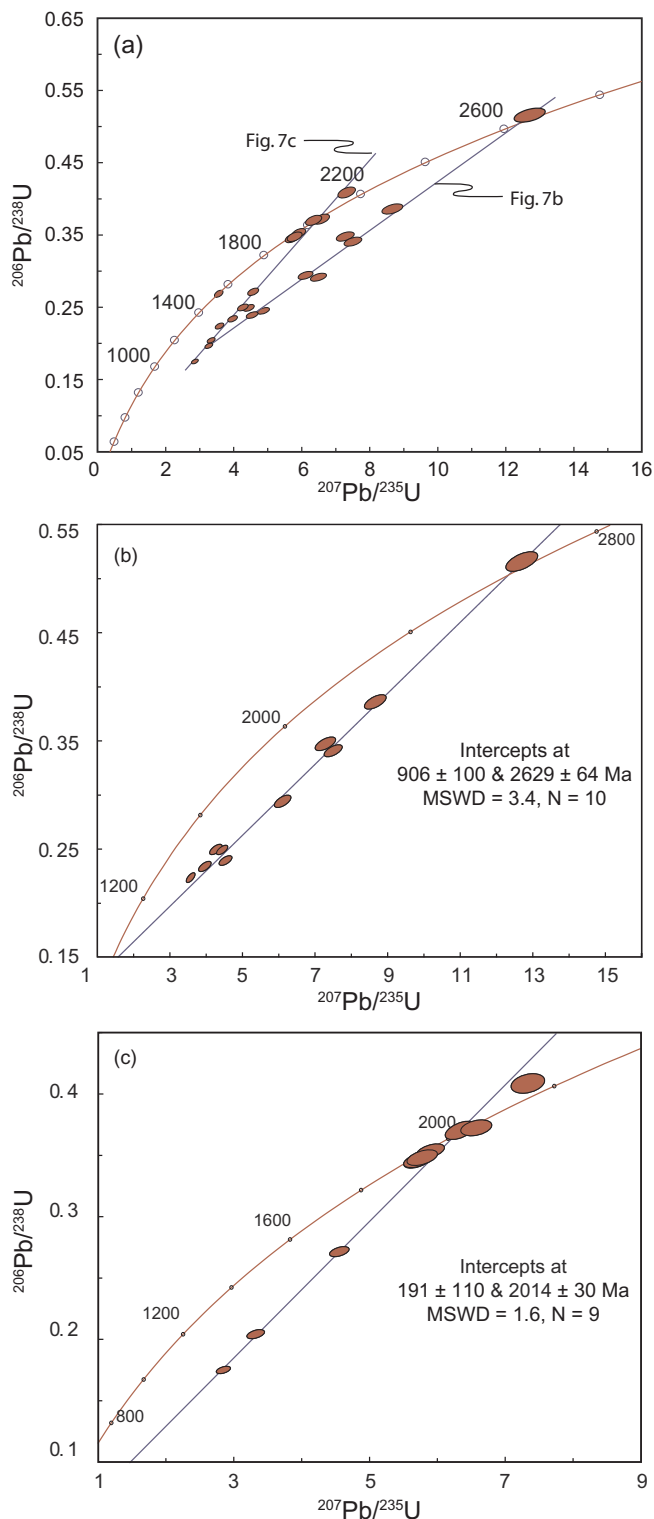 0.65
(a)
0.55
2600
Fig. 7c
0.45
2200
Fig. 7b
206Pb/238U
0.35
1800
0.25
1400
0.15
1000
0.05
0 2 4 6 8 10 12 14 16
207Pb/235U
0.55
(b)
2800
0.45
2000
206Pb/238U
0.35
Intercepts at
906 ± 100 & 2629 ± 64 Ma
MSWD = 3.4, N = 10
0.25
1200
0.15
1 3 5 7 9 11 13 15
207Pb/235U
(c)
0.4
2000
206Pb/238U
0.3
1600
Intercepts at
191 ± 110 & 2014 ± 30 Ma
MSWD = 1.6, N = 9
1200
0.2
800
0.1
1 3 5 7 9
207Pb/235U